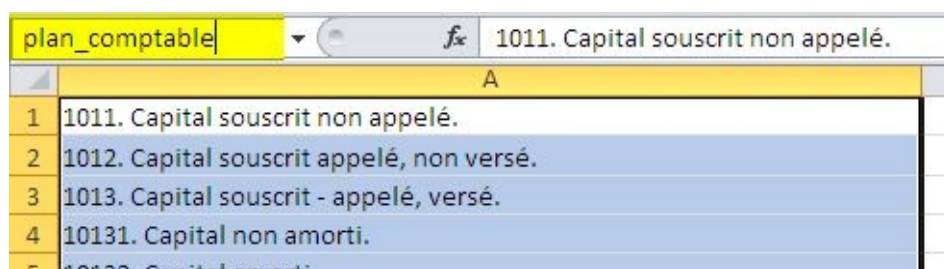 plan_comptable fx 1011. Capital souscrit non appelé.
A
1 1011. Capital souscrit non appelé.
2 1012. Capital souscrit appelé, non versé.
3 1013. Capital souscrit - appelé, versé.
4 10131. Capital non amorti.